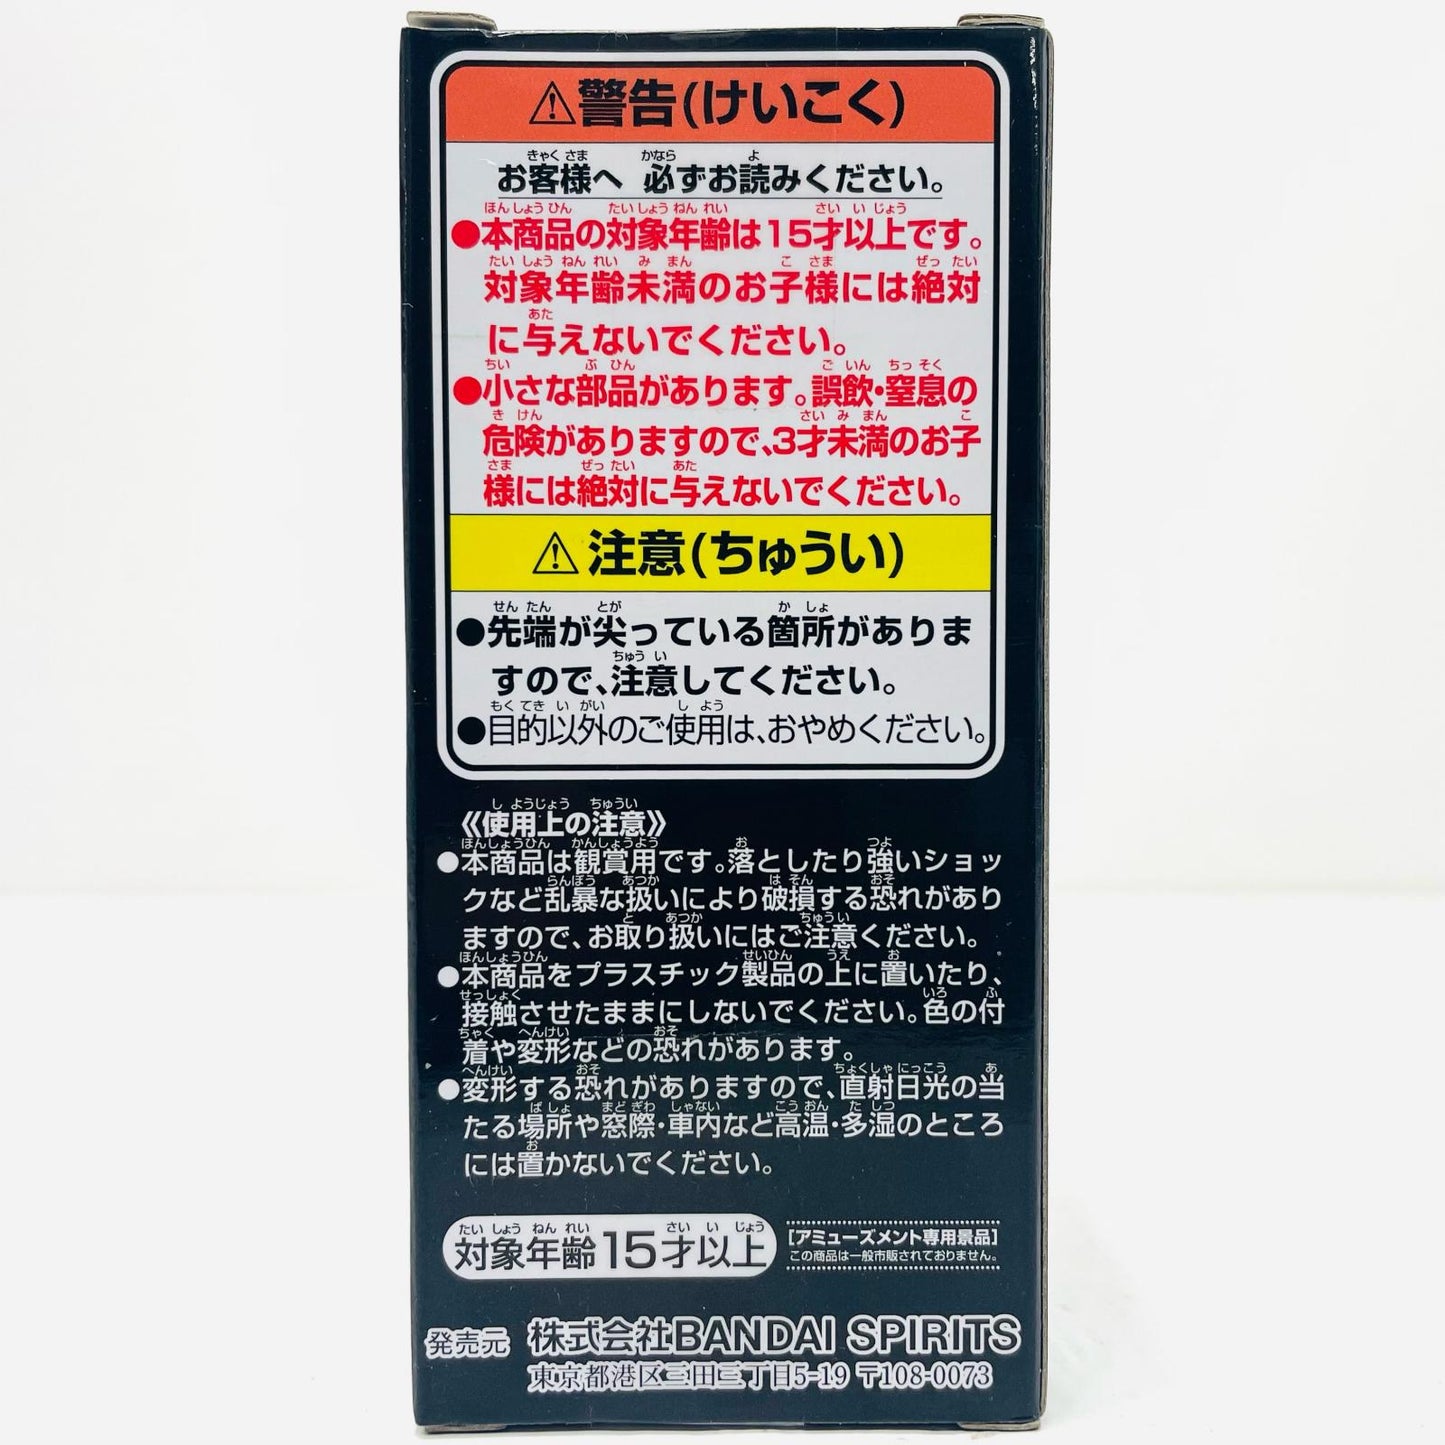 ⚠警告(けいこく)
お客様へ 必ずお読みください。
●本商品の対象年齢は15才以上です。
対象年齢未満のお子様には絶対
に与えないでください。
●小さな部品があります。誤飲・窒息の
危険がありますので、3才未満のお子
様には絶対に与えないでください。
⚠注意(ちゅうい)
●先端が尖っている箇所がありま
すので、注意してください。
●目的以外のご使用は、おやめください。
《使用上の注意》
●本商品は観賞用です。落としたり強いショッ
クなど乱暴な扱いにより破損する恐れがあり
ますので、お取り扱いにはご注意ください。
●本商品をプラスチック製品の上に置いたり、
接触させたままにしないでください。色の付
着や変形などの恐れがあります。
●変形する恐れがありますので、直射日光の当
たる場所や窓際・車内など高温・多湿のところ
には置かないでください。
対象年齢15才以上
[アミューズメント専用景品]
この商品は一般市販されておりません。
発売元 株式会社BANDAI SPIRITS
東京都港区三田三丁目5-19 〒108-0073